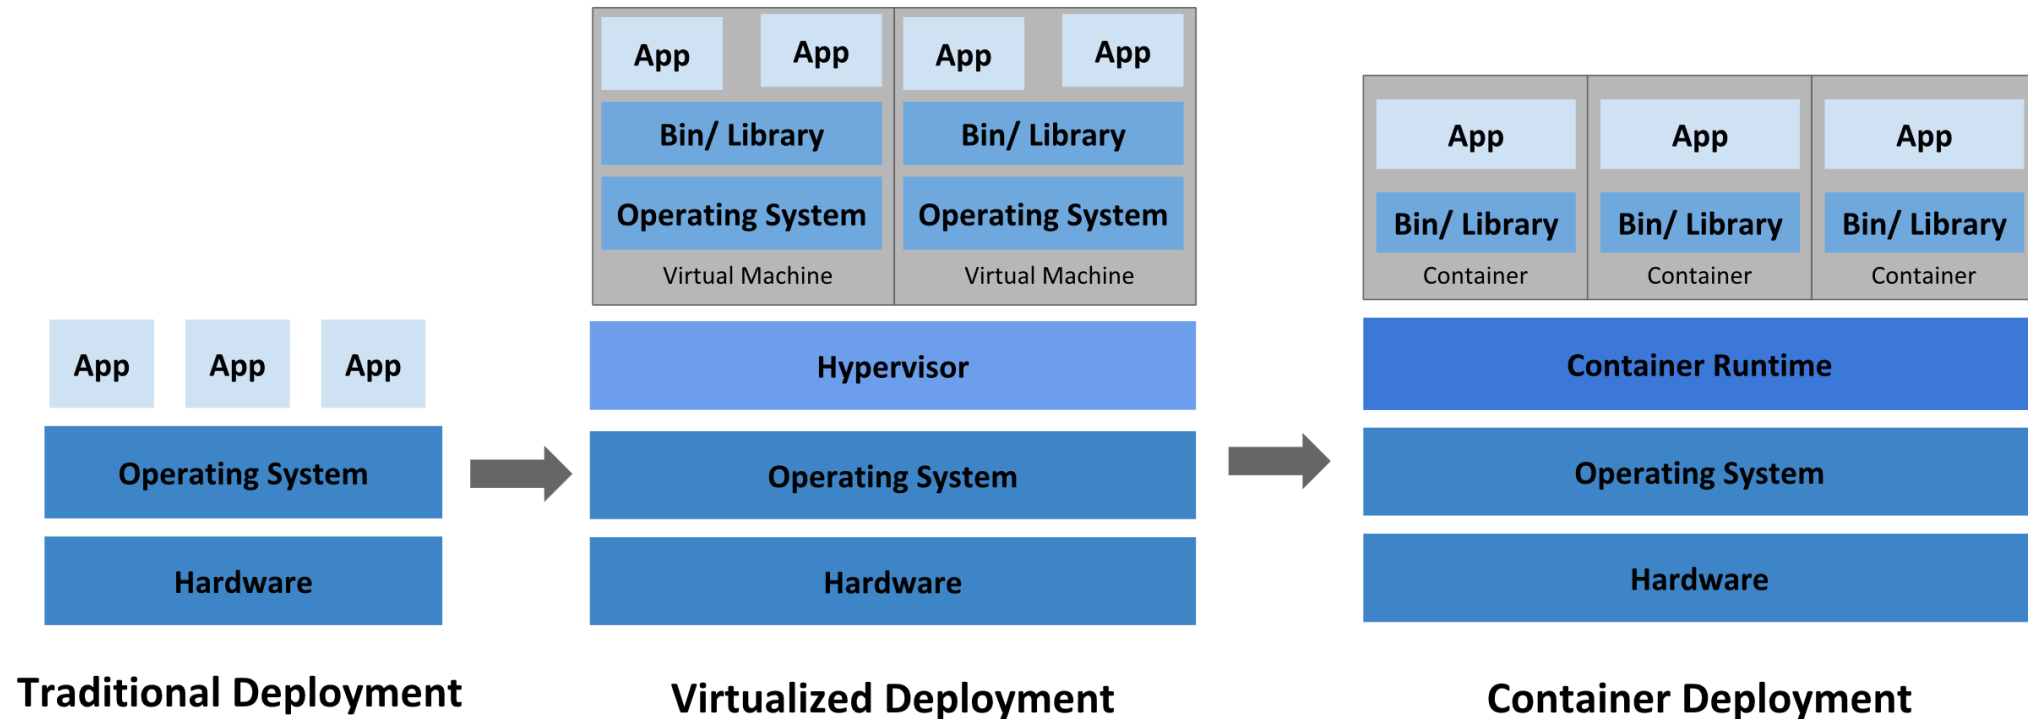 App
App
App
Operating System
Hardware
Traditional Deployment
App
App
App
App
Bin/ Library
Bin/ Library
Operating System
Operating System
Virtual Machine
Virtual Machine
Hypervisor
Operating System
Hardware
Virtualized Deployment
App
App
App
Bin/ Library
Bin/ Library
Bin/ Library
Container
Container
Container
Container Runtime
Operating System
Hardware
Container Deployment